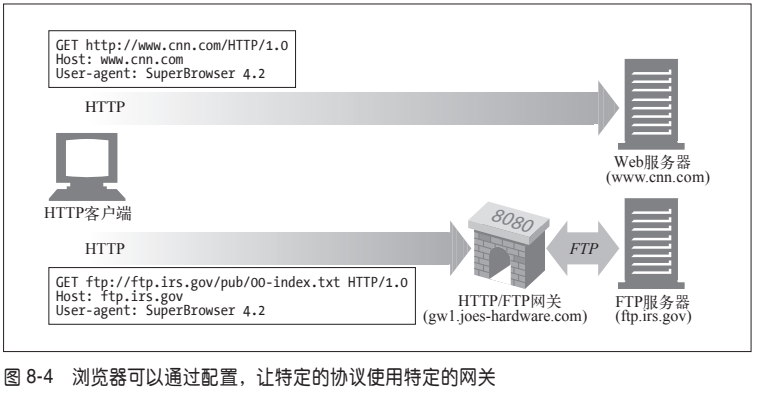 GET http://www.cnn.com/HTTP/1.0
Host: www.cnn.com
User-agent: SuperBrowser 4.2
HTTP
Web服务器
(www.cnn.com)
HTTP客户端
8080
HTTP
FTP
GET ftp://ftp.irs.gov/pub/00-index.txt HTTP/1.0
Host: ftp.irs.gov
User-agent: SuperBrowser 4.2
HTTP/FTP网关
(gw1.joes-hardware.com)
FTP服务器
(ftp.irs.gov)
图 8-4 浏览器可以通过配置，让特定的协议使用特定的网关